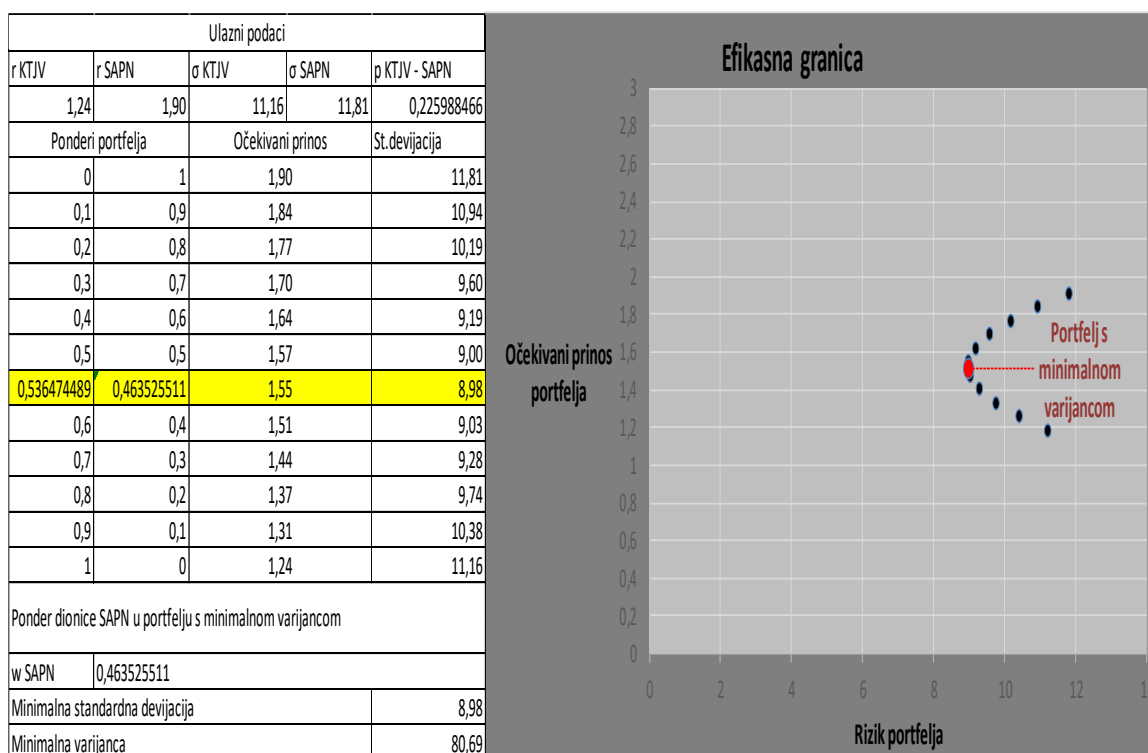 Ulazni podaci
r KTJV r SAPN σ KTJV σ SAPN p KTJV - SAPN
1,24 1,90 11,16 11,81 0,225988466
Ponderi portfelja Očekivani prinos St.devijacija
0 1 1,90 11,81
0,1 0,9 1,84 10,94
0,2 0,8 1,77 10,19
0,3 0,7 1,70 9,60
0,4 0,6 1,64 9,19
0,5 0,5 1,57 9,00
0,536474489 0,463525511 1,55 8,98
0,6 0,4 1,51 9,03
0,7 0,3 1,44 9,28
0,8 0,2 1,37 9,74
0,9 0,1 1,31 10,38
1 0 1,24 11,16
Ponder dionice SAPN u portfelju s minimalnom varijancom
w SAPN 0,463525511
Minimalna standardna devijacija 8,98
Minimalna varijanca 80,69
Efikasna granica
3
2,8
2,6
2,4
2,2
2
1,8
1,6
1,4
1,2
1
0,8
0,6
0,4
0,2
0
Očekivani prinos
portfelja
Portfelj s
minimalnom
varijancom
0 2 4 6 8 10 12
Rizik portfelja